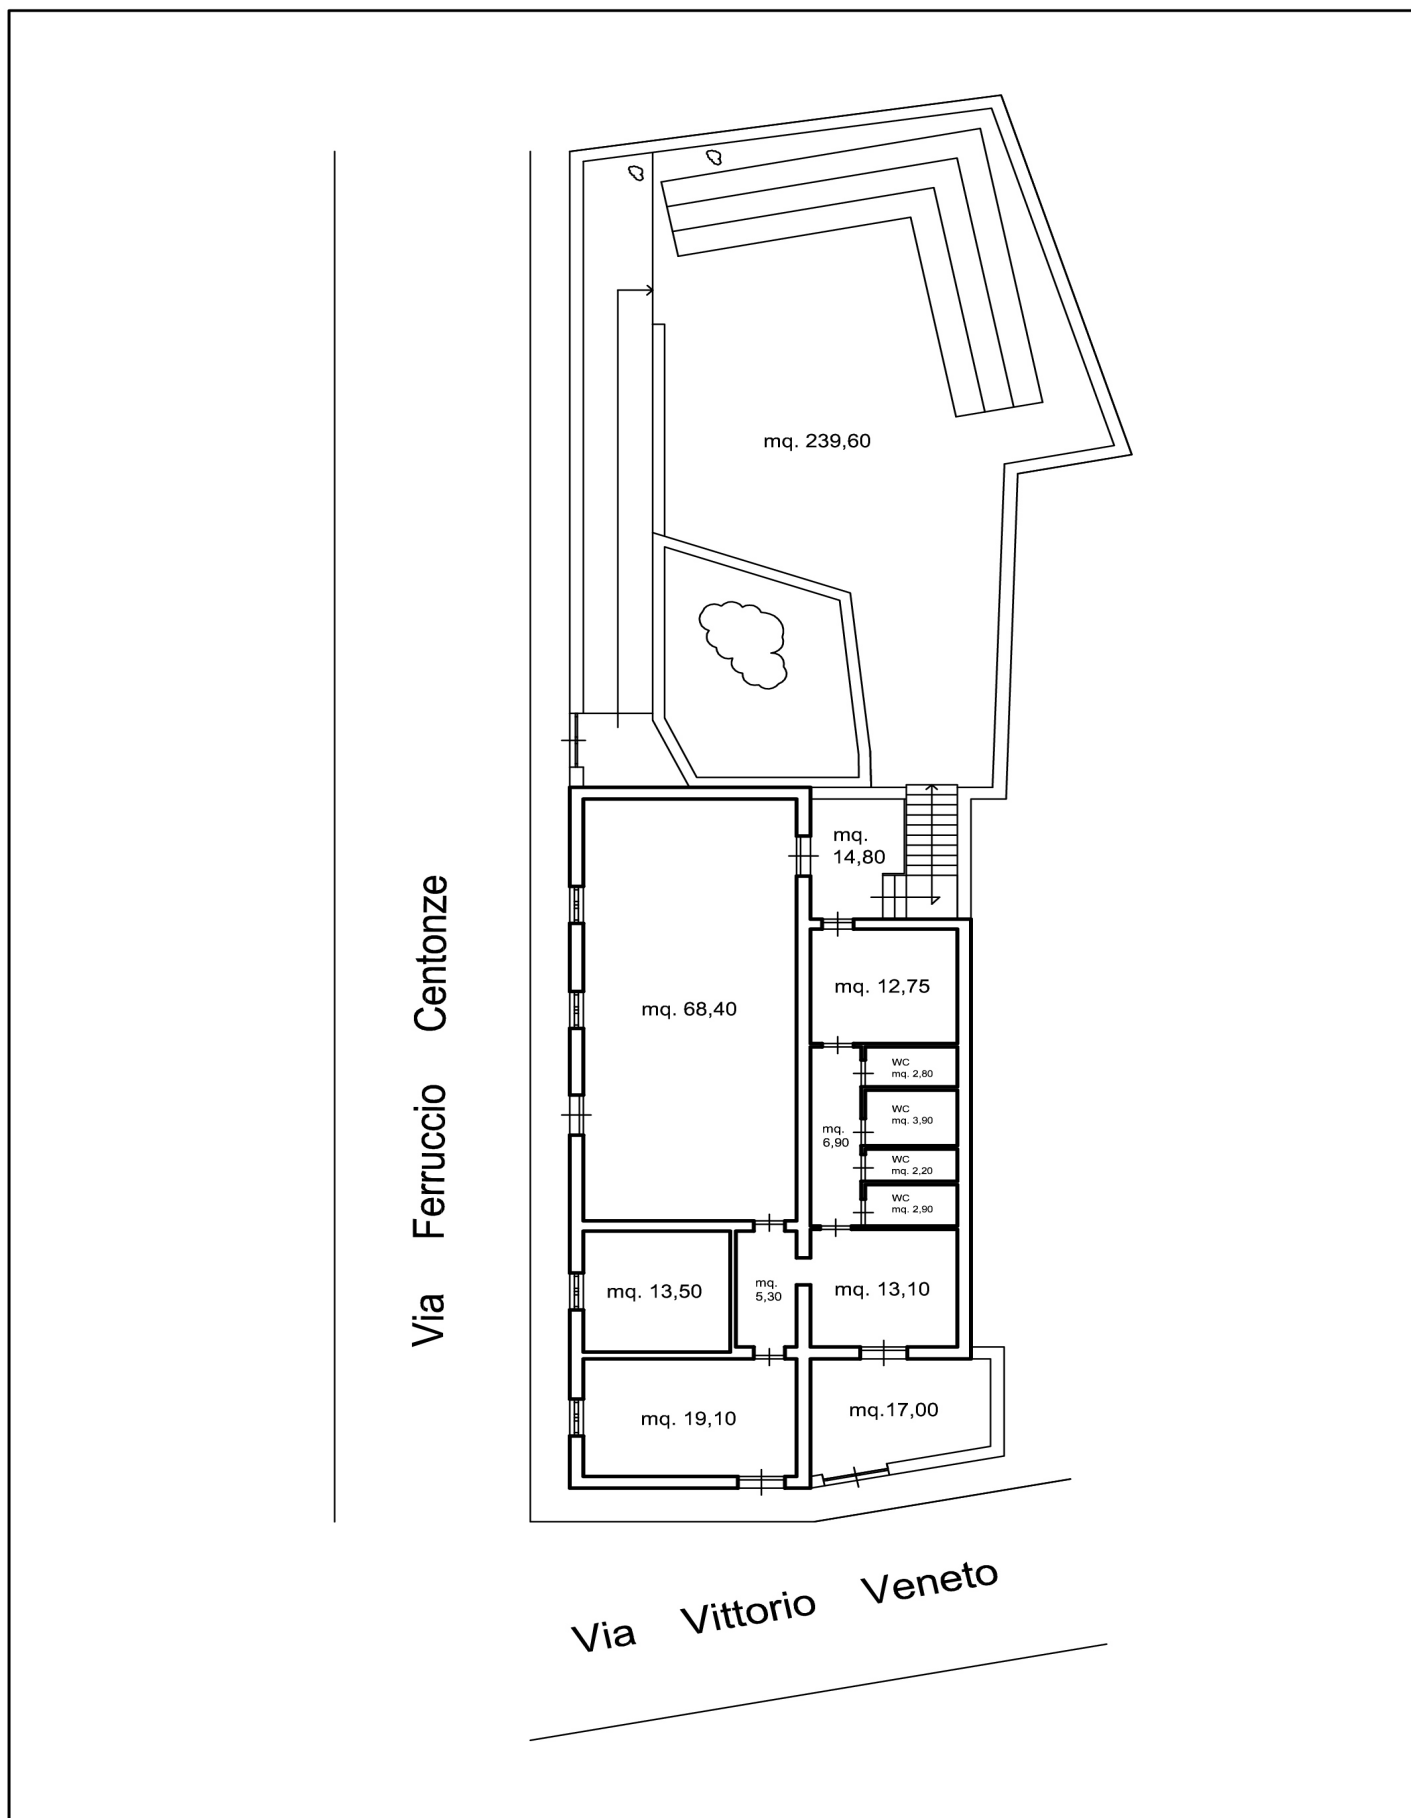 mq. 239,60
mq.
14,80
mq. 12,75
mq. 68,40
WC
mq. 2,80
WC
mq. 3,90
mq.
6,90
WC
mq. 2,20
WC
mq. 2,90
mq. 13,50
mq.
5,30
mq. 13,10
mq. 19,10
mq.17,00
Via Ferruccio Centonze
Via Vittorio Veneto